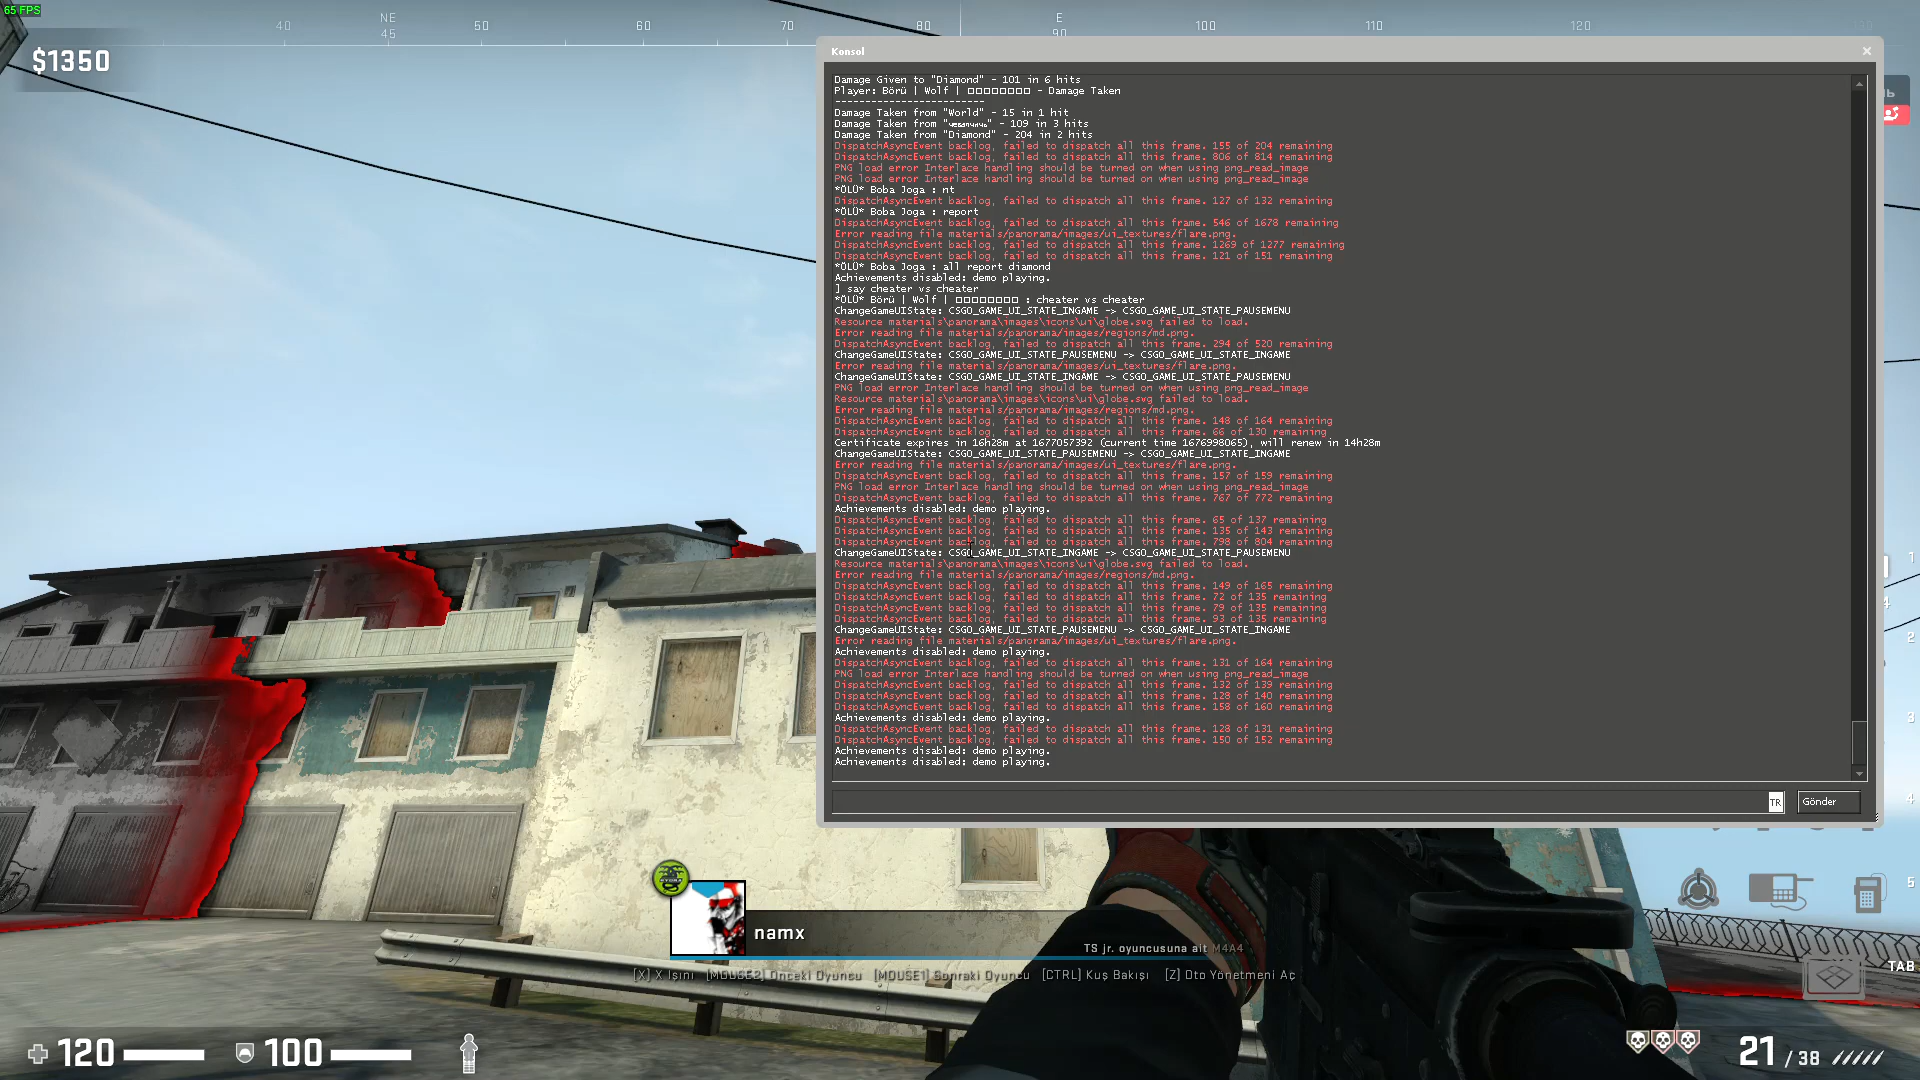 65 FPS
40 NE 45 50 60 70 80 E 90 100 110 120
$1350
Konsol
Damage Given to "Diamond" - 101 in 6 hits
Player: Börü | Wolf | □□□□□□□□ - Damage Taken
-------------------------
Damage Taken from "World" - 15 in 1 hit
Damage Taken from " " - 109 in 3 hits
Damage Taken from "Diamond" - 204 in 2 hits
DispatchAsyncEvent backlog, failed to dispatch all this frame. 155 of 204 remaining
DispatchAsyncEvent backlog, failed to dispatch all this frame. 806 of 814 remaining
PNG load error Interlace handling should be turned on when using png_read_image
PNG load error Interlace handling should be turned on when using png_read_image
*ÖLÜ* Boba Joga : nt
DispatchAsyncEvent backlog, failed to dispatch all this frame. 127 of 132 remaining
*ÖLÜ* Boba Joga : report
DispatchAsyncEvent backlog, failed to dispatch all this frame. 546 of 1678 remaining
Error reading file materials/panorama/images/ui_textures/flare.png.
DispatchAsyncEvent backlog, failed to dispatch all this frame. 1269 of 1277 remaining
DispatchAsyncEvent backlog, failed to dispatch all this frame. 121 of 151 remaining
*ÖLÜ* Boba Joga : all report diamond
Achievements disabled: demo playing.
] say cheater vs cheater
*ÖLÜ* Börü | Wolf | □□□□□□□□ : cheater vs cheater
ChangeGameUIState: CSGO_GAME_UI_STATE_INGAME -> CSGO_GAME_UI_STATE_PAUSEMENU
Resource materials\panorama\images\icons\ui\globe.svg failed to load.
Error reading file materials/panorama/images/regions/md.png.
DispatchAsyncEvent backlog, failed to dispatch all this frame. 294 of 520 remaining
ChangeGameUIState: CSGO_GAME_UI_STATE_PAUSEMENU -> CSGO_GAME_UI_STATE_INGAME
Error reading file materials/panorama/images/ui_textures/flare.png.
ChangeGameUIState: CSGO_GAME_UI_STATE_INGAME -> CSGO_GAME_UI_STATE_PAUSEMENU
PNG load error Interlace handling should be turned on when using png_read_image
Resource materials\panorama\images\icons\ui\globe.svg failed to load.
Error reading file materials/panorama/images/regions/md.png.
DispatchAsyncEvent backlog, failed to dispatch all this frame. 148 of 164 remaining
DispatchAsyncEvent backlog, failed to dispatch all this frame. 66 of 130 remaining
Certificate expires in 16h28m at 1677057392 (current time 1676998065), will renew in 14h28m
ChangeGameUIState: CSGO_GAME_UI_STATE_PAUSEMENU -> CSGO_GAME_UI_STATE_INGAME
Error reading file materials/panorama/images/ui_textures/flare.png.
DispatchAsyncEvent backlog, failed to dispatch all this frame. 157 of 159 remaining
PNG load error Interlace handling should be turned on when using png_read_image
DispatchAsyncEvent backlog, failed to dispatch all this frame. 767 of 772 remaining
Achievements disabled: demo playing.
DispatchAsyncEvent backlog, failed to dispatch all this frame. 65 of 137 remaining
DispatchAsyncEvent backlog, failed to dispatch all this frame. 135 of 143 remaining
DispatchAsyncEvent backlog, failed to dispatch all this frame. 798 of 804 remaining
ChangeGameUIState: CSGO_GAME_UI_STATE_INGAME -> CSGO_GAME_UI_STATE_PAUSEMENU
Resource materials\panorama\images\icons\ui\globe.svg failed to load.
Error reading file materials/panorama/images/regions/md.png.
DispatchAsyncEvent backlog, failed to dispatch all this frame. 149 of 165 remaining
DispatchAsyncEvent backlog, failed to dispatch all this frame. 72 of 135 remaining
DispatchAsyncEvent backlog, failed to dispatch all this frame. 79 of 135 remaining
DispatchAsyncEvent backlog, failed to dispatch all this frame. 93 of 135 remaining
ChangeGameUIState: CSGO_GAME_UI_STATE_PAUSEMENU -> CSGO_GAME_UI_STATE_INGAME
Error reading file materials/panorama/images/ui_textures/flare.png.
Achievements disabled: demo playing.
DispatchAsyncEvent backlog, failed to dispatch all this frame. 131 of 164 remaining
PNG load error Interlace handling should be turned on when using png_read_image
DispatchAsyncEvent backlog, failed to dispatch all this frame. 132 of 139 remaining
DispatchAsyncEvent backlog, failed to dispatch all this frame. 128 of 140 remaining
DispatchAsyncEvent backlog, failed to dispatch all this frame. 158 of 160 remaining
Achievements disabled: demo playing.
DispatchAsyncEvent backlog, failed to dispatch all this frame. 128 of 131 remaining
DispatchAsyncEvent backlog, failed to dispatch all this frame. 150 of 152 remaining
Achievements disabled: demo playing.
Achievements disabled: demo playing.
TR Gönder
1
2
3
4
5
namx
TS jr. oyuncusuna ait M4A4
[X] X Işını [MOUSE2] Önceki Oyuncu [MOUSE1] Sonraki Oyuncu [CTRL] Kuş Bakışı [Z] Oto Yönetmeni Aç
TAB
120 100 21 / 38